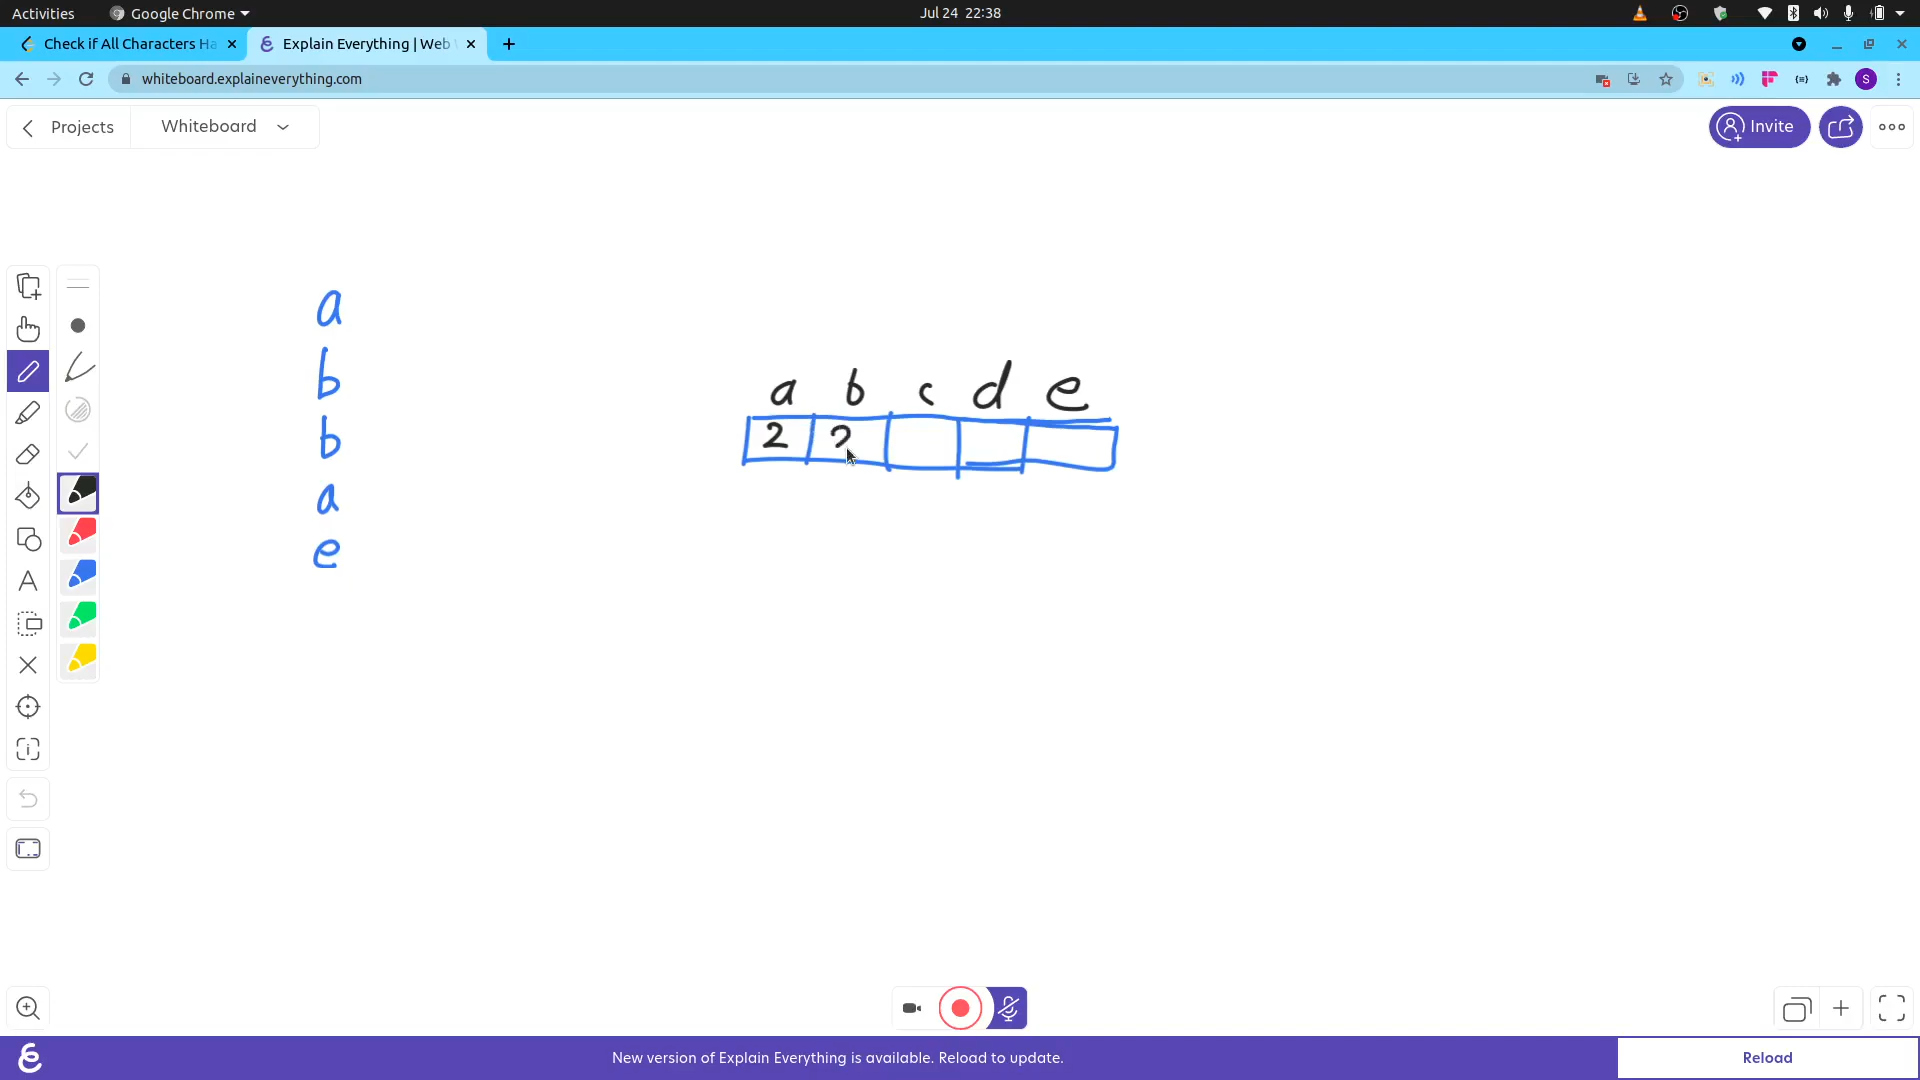 Activities Google Chrome Jul 24 22:38
Check if All Characters Ha Explain Everything | Web
whiteboard.explaineverything.com S
Projects Whiteboard Invite
a
b
b
a
e
a b c d e
2
A
New version of Explain Everything is available. Reload to update. Reload